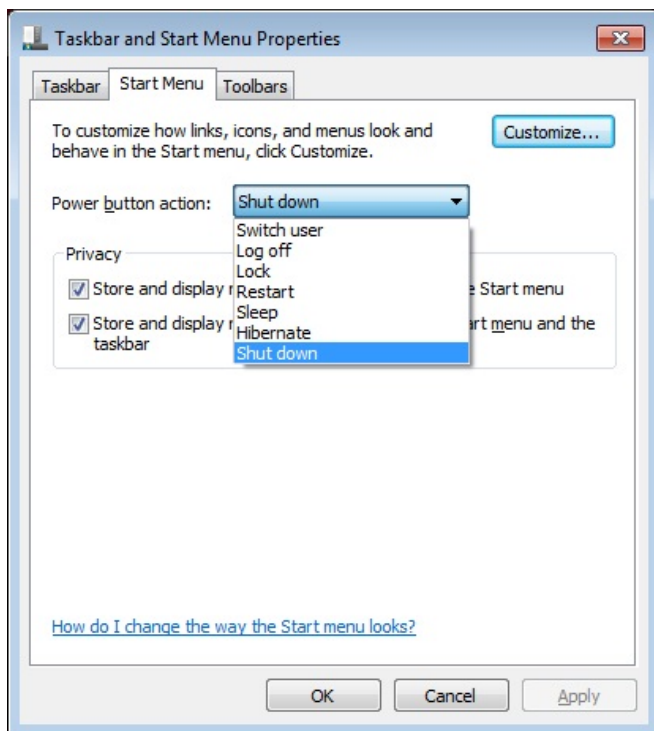 Taskbar and Start Menu Properties
Taskbar Start Menu Toolbars
To customize how links, icons, and menus look and
behave in the Start menu, click Customize.
Customize...
Power button action: Shut down
Switch user
Log off
Lock
Restart
Sleep
Hibernate
Shut down
Privacy
Store and display Start menu
Store and display menu and the
taskbar
How do I change the way the Start menu looks?
OK Cancel Apply